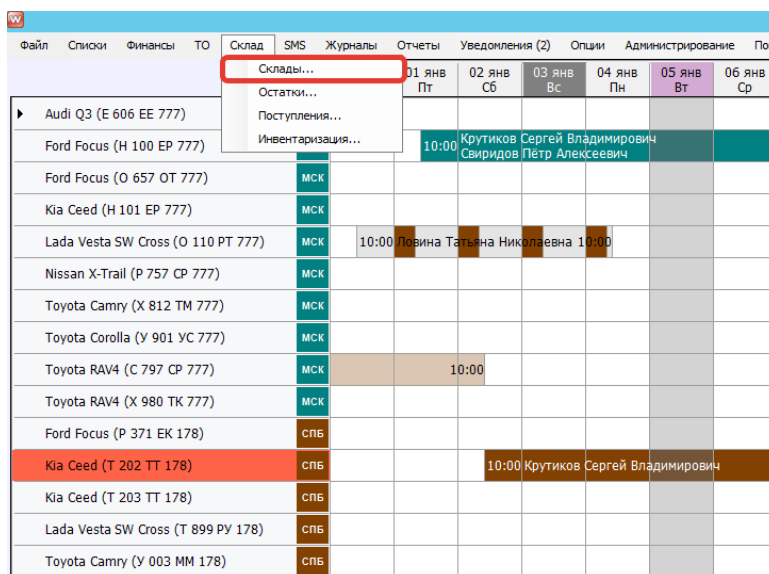 W
Файл Списки Финансы ТО Склад SMS Журналы Отчеты Уведомления (2) Опции Администрирование По
Склады...
Остатки...
Поступления...
Инвентаризация...
01 янв 02 янв 03 янв 04 янв 05 янв 06 янв
Пт Сб Вс Пн Вт Ср
Audi Q3 (Е 606 ЕЕ 777)
Ford Focus (Н 100 ЕР 777) 10:00 Крутиков Сергей Владимирович
Свиридов Пётр Алексеевич
Ford Focus (О 657 ОТ 777) МСК
Kia Ceed (Н 101 ЕР 777) МСК
Lada Vesta SW Cross (О 110 РТ 777) МСК 10:00 Ловина Татьяна Николаевна 10:00
Nissan X-Trail (Р 757 СР 777) МСК
Toyota Camry (Х 812 ТМ 777) МСК
Toyota Corolla (У 901 УС 777) МСК
Toyota RAV4 (С 797 СР 777) МСК 10:00
Toyota RAV4 (Х 980 ТК 777) МСК
Ford Focus (Р 371 ЕК 178) СПБ
Kia Ceed (Т 202 ТТ 178) СПБ 10:00 Крутиков Сергей Владимирович
Kia Ceed (Т 203 ТТ 178) СПБ
Lada Vesta SW Cross (Т 899 РУ 178) СПБ
Toyota Camry (У 003 ММ 178) СПБ